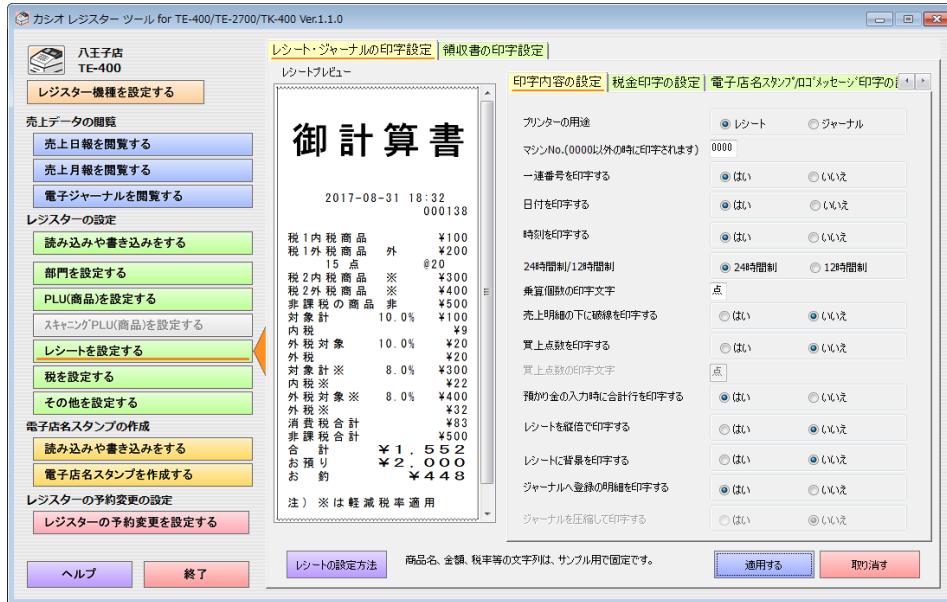 カシオ レジスター ツール for TE-400/TE-2700/TK-400 Ver.1.1.0
八王子店
TE-400
レジスター機種を設定する
売上データの閲覧
売上日報を閲覧する
売上月報を閲覧する
電子ジャーナルを閲覧する
レジスターの設定
読み込みや書き込みをする
部門を設定する
PLU(商品)を設定する
スキャニングPLU(商品)を設定する
レシートを設定する
税を設定する
その他を設定する
電子店名スタンプの作成
読み込みや書き込みをする
電子店名スタンプを作成する
レジスターの予約変更の設定
レジスターの予約変更を設定する
ヘルプ 終了
レシート・ジャーナルの印字設定 領収書の印字設定
レシートプレビュー
御計算書
2017-08-31 18:32
000138
税1内税商品 ¥100
税1外税商品 外 ¥200
15 点 @20
税2内税商品 ※ ¥300
税2外税商品 ※ ¥400
非課税の商品 非 ¥500
対象計 10.0% ¥100
内税 ¥9
外税対象 10.0% ¥20
外税 ¥20
対象計※ 8.0% ¥300
内税※ ¥22
外税対象※ 8.0% ¥400
外税※ ¥32
消費税合計 ¥83
非課税合計 ¥500
合 計 ¥1,552
お預り ¥2,000
お 釣 ¥448
注) ※は軽減税率適用
印字内容の設定 税金印字の設定 電子店名スタンプ/ロゴメッセージ印字の
プリンターの用途 レシート ジャーナル
マシンNo.(0000以外の時に印字されます) 0000
一連番号を印字する はい いいえ
日付を印字する はい いいえ
時刻を印字する はい いいえ
24時間制/12時間制 24時間制 12時間制
乗算個数の印字文字 点
売上明細の下に破線を印字する はい いいえ
買上点数を印字する はい いいえ
買上点数の印字文字 点
預かり金の入力時に合計行を印字する はい いいえ
レシートを縦倍で印字する はい いいえ
レシートに背景を印字する はい いいえ
ジャーナルへ登録の明細を印字する はい いいえ
ジャーナルを圧縮して印字する はい いいえ
レシートの設定方法 商品名、金額、税率等の文字列は、サンプル用で固定です。 適用する 取り消す